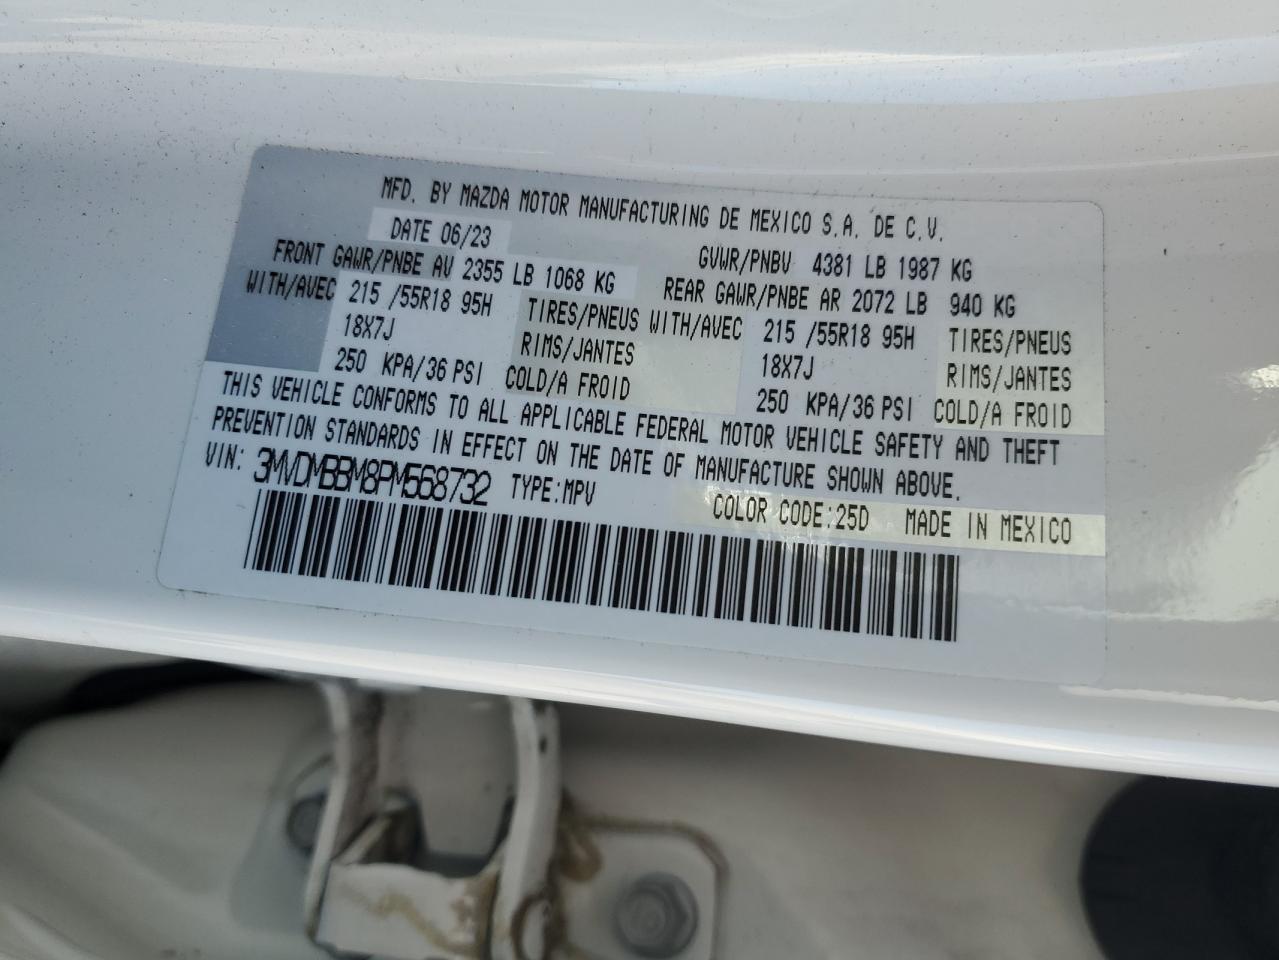 MFD. BY MAZDA MOTOR MANUFACTURING DE MEXICO S.A. DE C.V.
DATE 06/23 GVWR/PNBV 4381 LB 1987 KG
FRONT GAWR/PNBE AV 2355 LB 1068 KG REAR GAWR/PNBE AR 2072 LB 940 KG
WITH/AVEC 215 /55R18 95H TIRES/PNEUS WITH/AVEC 215 /55R18 95H TIRES/PNEUS
18X7J RIMS/JANTES 18X7J RIMS/JANTES
250 KPA/36 PSI COLD/A FROID 250 KPA/36 PSI COLD/A FROID
THIS VEHICLE CONFORMS TO ALL APPLICABLE FEDERAL MOTOR VEHICLE SAFETY AND THEFT
PREVENTION STANDARDS IN EFFECT ON THE DATE OF MANUFACTURE SHOWN ABOVE.
VIN: 3MVDMBBM8PM568732 TYPE:MPV COLOR CODE:25D MADE IN MEXICO